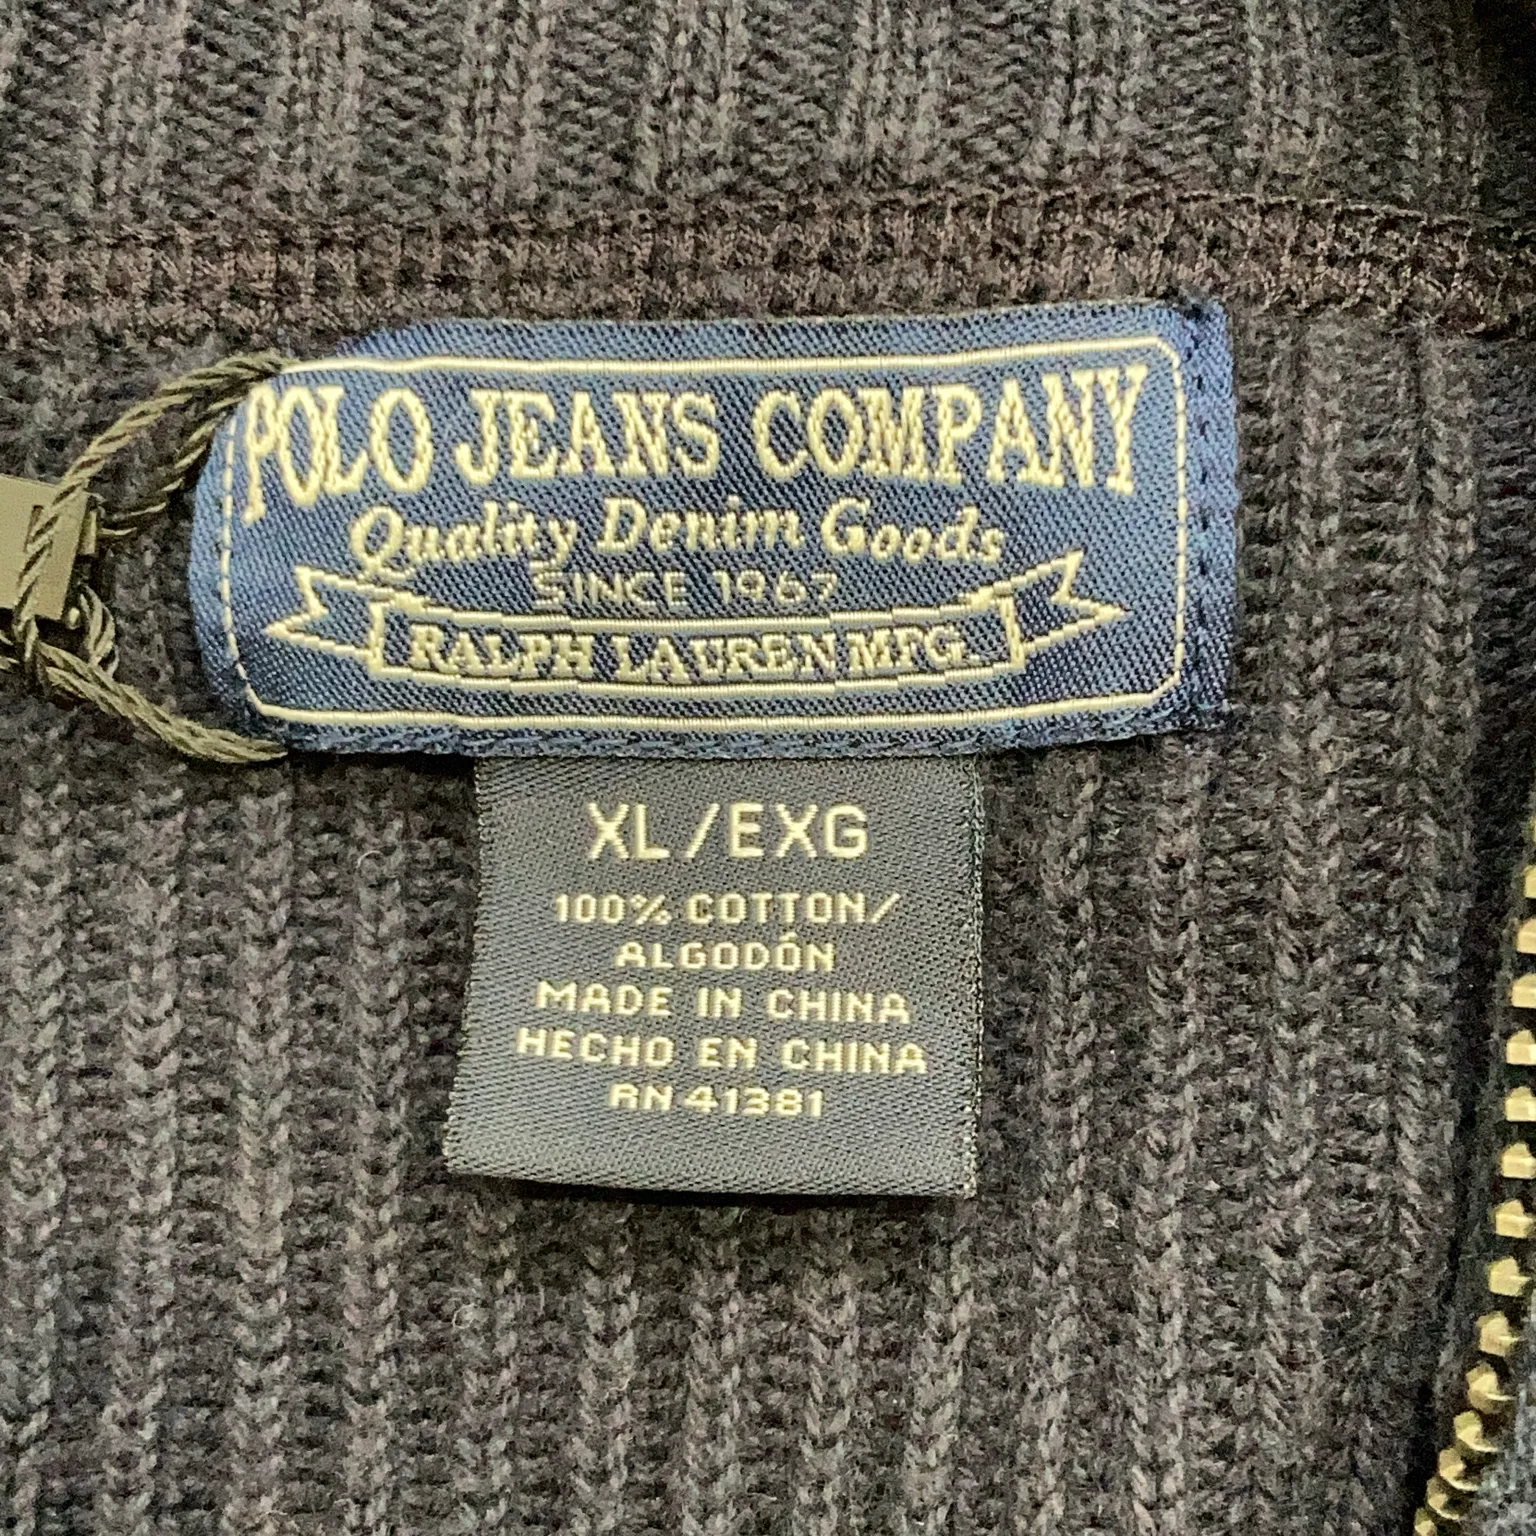 POLO JEANS COMPANY
Quality Denim Goods
SINCE 1967
RALPH LAUREN MFG.
XL/EXG
100% COTTON/
ALGODÓN
MADE IN CHINA
HECHO EN CHINA
RN 41381